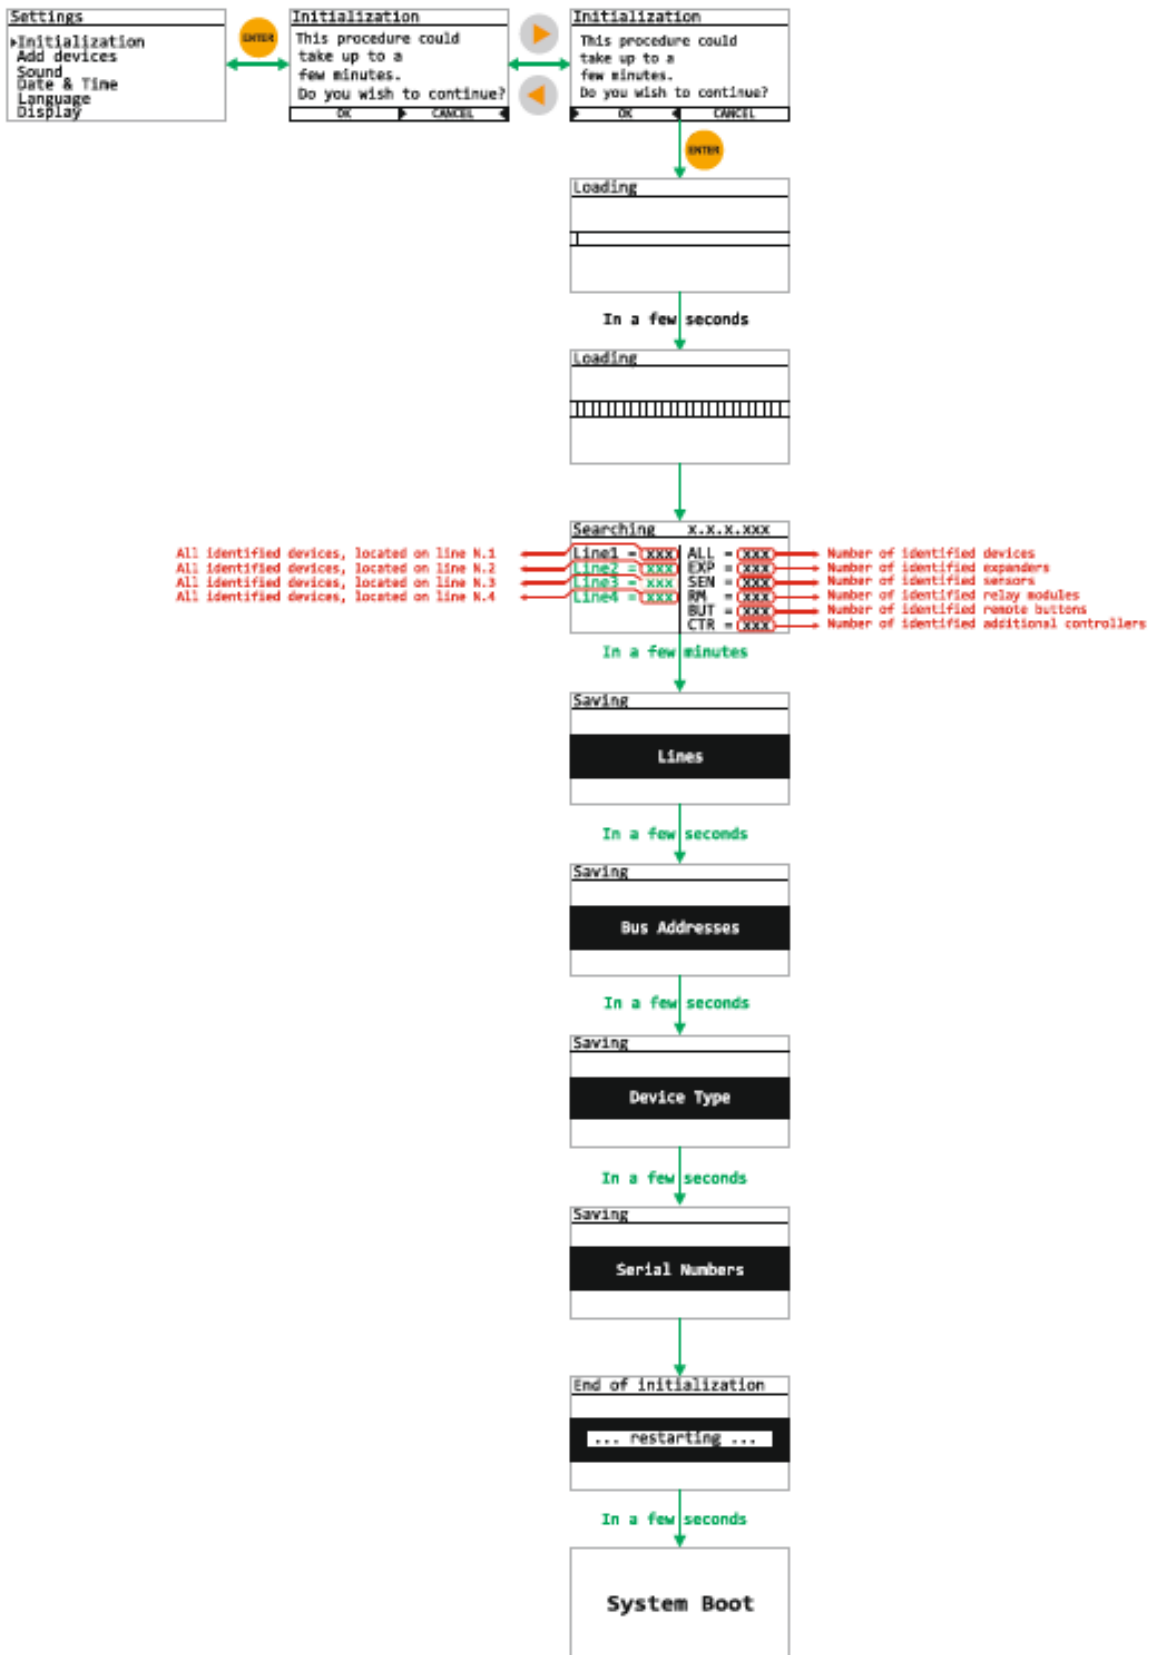 Settings
Initialization
Add devices
Sound
Date & Time
Language
Display
ENTER
Initialization
This procedure could
take up to a
few minutes.
Do you wish to continue?
OK CANCEL
Initialization
This procedure could
take up to a
few minutes.
Do you wish to continue?
OK CANCEL
ENTER
Loading
In a few seconds
Loading
Searching x.x.x.xxx
All identified devices, located on line N.1
All identified devices, located on line N.2
All identified devices, located on line N.3
All identified devices, located on line N.4
Line1 = xxx
Line2 = xxx
Line3 = xxx
Line4 = xxx
ALL = xxx
EXP = xxx
SEN = xxx
RM = xxx
BUT = xxx
CTR = xxx
Number of identified devices
Number of identified expanders
Number of identified sensors
Number of identified relay modules
Number of identified remote buttons
Number of identified additional controllers
In a few minutes
Saving
Lines
In a few seconds
Saving
Bus Addresses
In a few seconds
Saving
Device Type
In a few seconds
Saving
Serial Numbers
End of initialization
... restarting ...
In a few seconds
System Boot